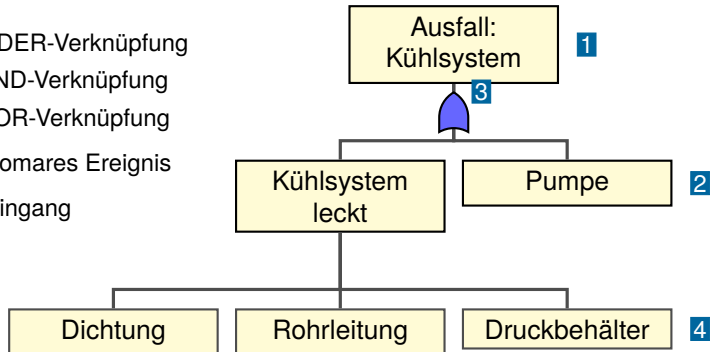 Ausfall:
Kühlsystem
1
DER-Verknüpfung
ND-Verknüpfung
OR-Verknüpfung
omares Ereignis
ingang
3
Kühlsystem
leckt
Pumpe
2
Dichtung
Rohrleitung
Druckbehälter
4